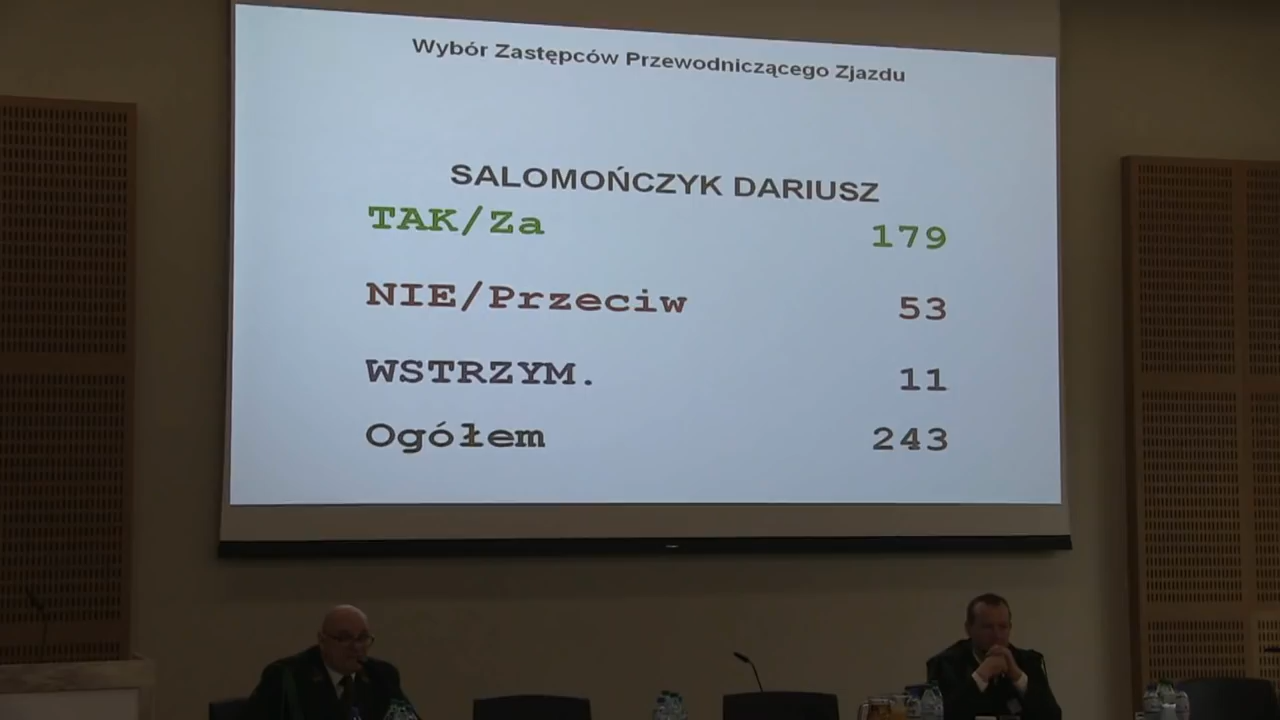 Wybór Zastępców Przewodniczącego Zjazdu
SALOMOŃCZYK DARIUSZ
TAK/Za 179
NIE/Przeciw 53
WSTRZYM. 11
Ogółem 243